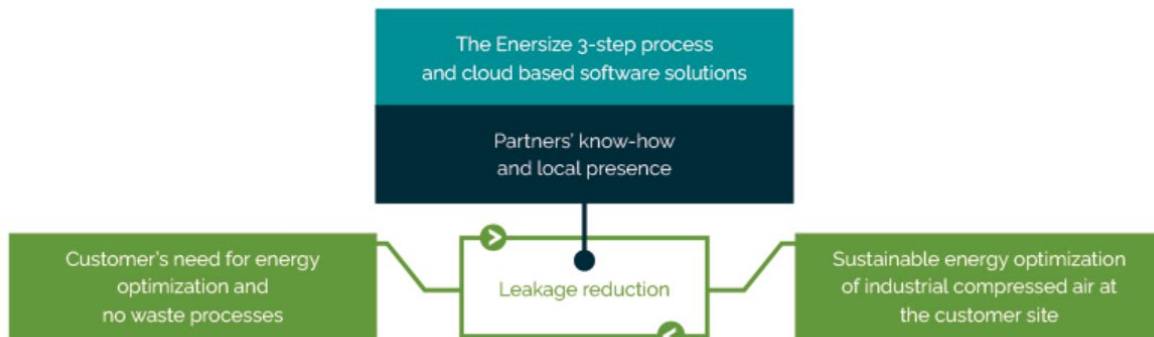 The Enersize 3-step process
and cloud based software solutions
Partners' know-how
and local presence
Customer's need for energy
optimization and
no waste processes
Leakage reduction
Sustainable energy optimization
of industrial compressed air at
the customer site